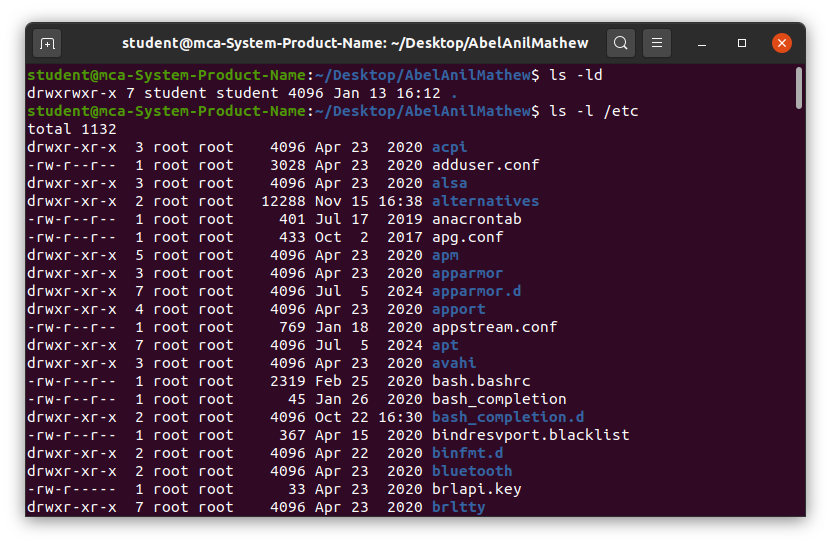 student@mca-System-Product-Name: ~/Desktop/AbelAnilMathew
student@mca-System-Product-Name:~/Desktop/AbelAnilMathew$ ls -ld
drwxrwxr-x 7 student student 4096 Jan 13 16:12 .
student@mca-System-Product-Name:~/Desktop/AbelAnilMathew$ ls -l /etc
total 1132
drwxr-xr-x  3 root root    4096 Apr 23  2020 acpi
-rw-r--r--  1 root root    3028 Apr 23  2020 adduser.conf
drwxr-xr-x  3 root root    4096 Apr 23  2020 alsa
drwxr-xr-x  2 root root   12288 Nov 15 16:38 alternatives
-rw-r--r--  1 root root     401 Jul 17  2019 anacrontab
-rw-r--r--  1 root root     433 Oct  2  2017 apg.conf
drwxr-xr-x  5 root root    4096 Apr 23  2020 apm
drwxr-xr-x  3 root root    4096 Apr 23  2020 apparmor
drwxr-xr-x  7 root root    4096 Jul  5  2024 apparmor.d
drwxr-xr-x  4 root root    4096 Apr 23  2020 apport
-rw-r--r--  1 root root     769 Jan 18  2020 appstream.conf
drwxr-xr-x  7 root root    4096 Jul  5  2024 apt
drwxr-xr-x  3 root root    4096 Apr 23  2020 avahi
-rw-r--r--  1 root root    2319 Feb 25  2020 bash.bashrc
-rw-r--r--  1 root root      45 Jan 26  2020 bash_completion
drwxr-xr-x  2 root root    4096 Oct 22 16:30 bash_completion.d
-rw-r--r--  1 root root     367 Apr 15  2020 bindresvport.blacklist
drwxr-xr-x  2 root root    4096 Apr 22  2020 binfmt.d
drwxr-xr-x  2 root root    4096 Apr 23  2020 bluetooth
-rw-r-----  1 root root      33 Apr 23  2020 brlapi.key
drwxr-xr-x  7 root root    4096 Apr 23  2020 brltty